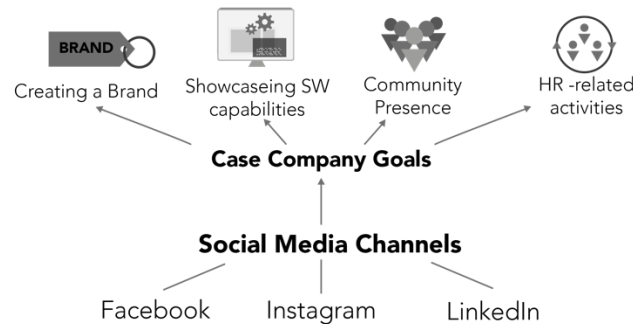 BRAND
Creating a Brand
Showcaseing SW
capabilities
Community
Presence
HR -related
activities
Case Company Goals
Social Media Channels
Facebook
Instagram
LinkedIn